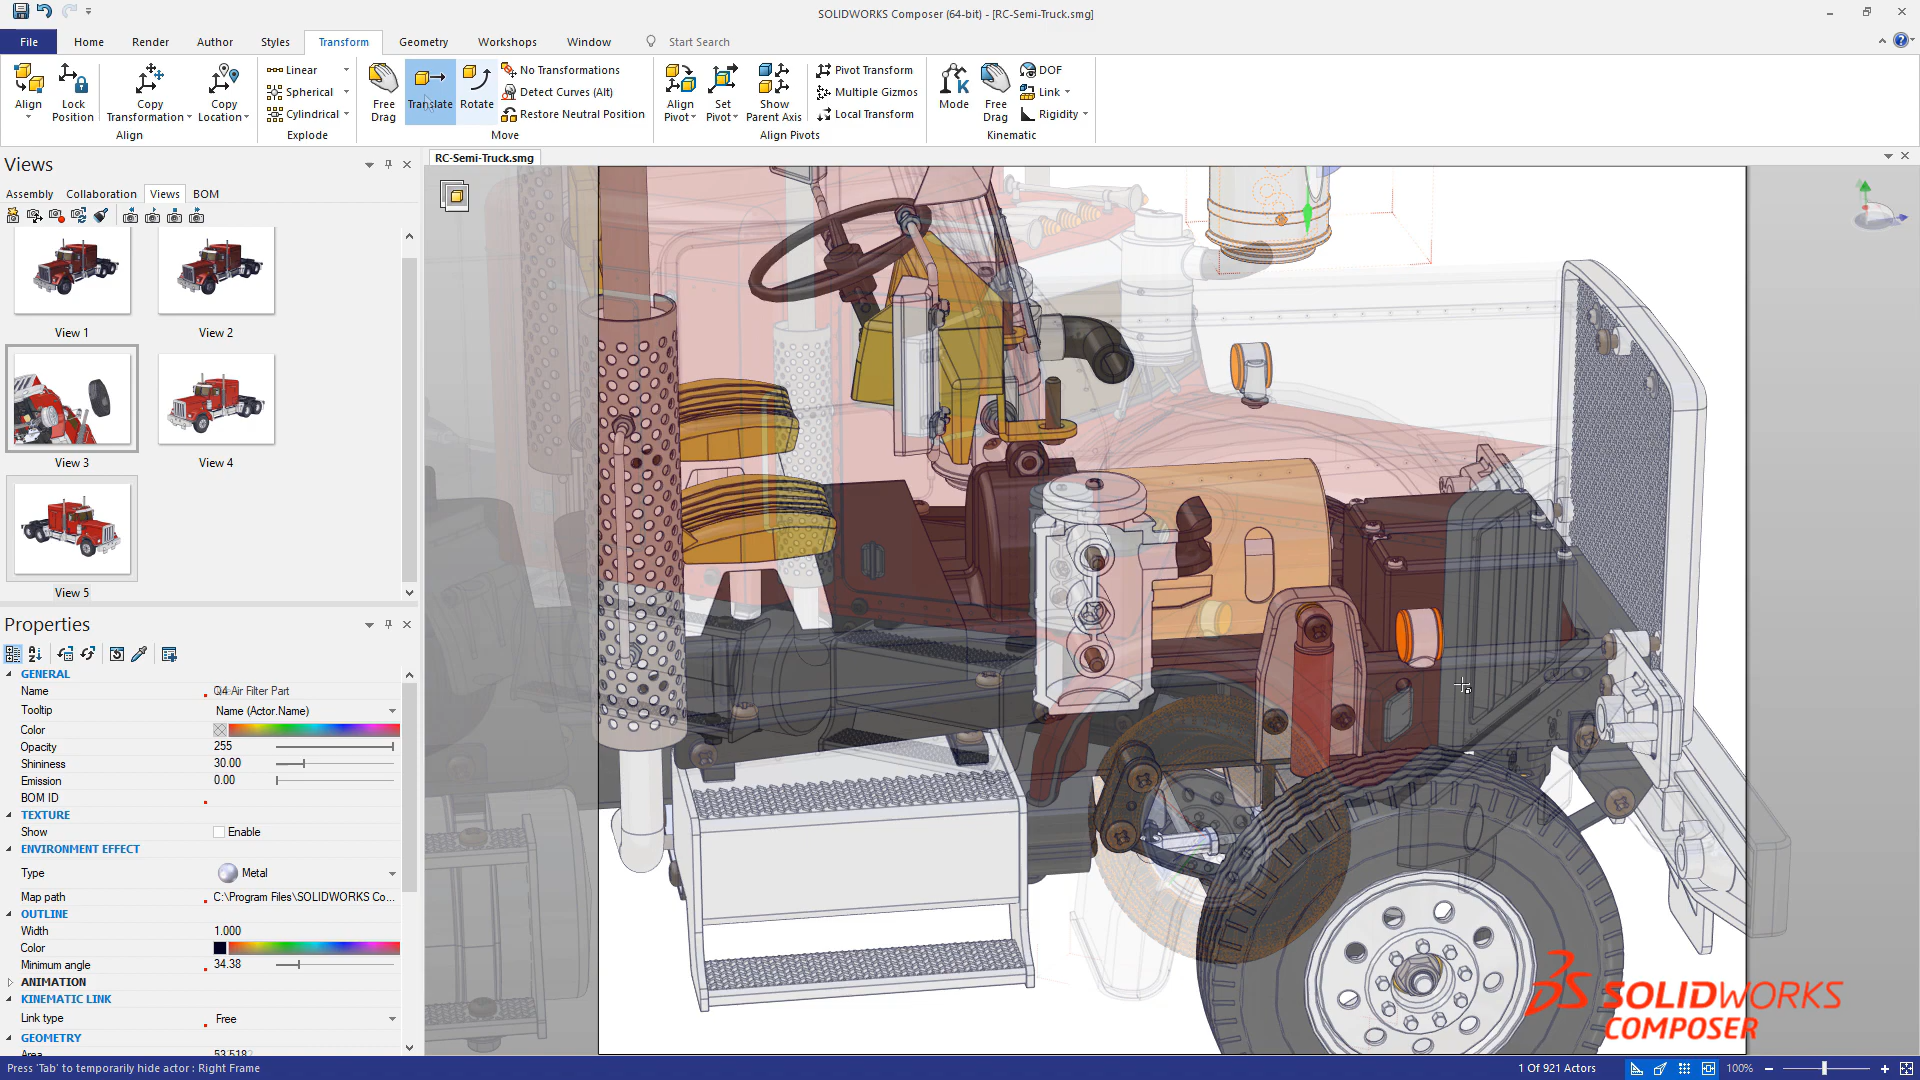 SOLIDWORKS Composer (64-bit) - [RC-Semi-Truck.smg]
File Home Render Author Styles Transform Geometry Workshops Window Start Search
Align
Lock Position
Copy Transformation
Copy Location
Align
Linear
Spherical
Cylindrical
Explode
Free Drag
Translate
Rotate
No Transformations
Detect Curves (Alt)
Restore Neutral Position
Move
Align Pivot
Set Pivot
Show Parent Axis
Pivot Transform
Multiple Gizmos
Local Transform
Align Pivots
Mode
Free Drag
DOF
Link
Rigidity
Kinematic
Views
Assembly Collaboration Views BOM
View 1
View 2
View 3
View 4
View 5
RC-Semi-Truck.smg
Properties
GENERAL
Name Q4 Air Filter Part
Tooltip Name (Actor.Name)
Color
Opacity 255
Shininess 30.00
Emission 0.00
BOM ID
TEXTURE
Show Enable
ENVIRONMENT EFFECT
Type Metal
Map path C:\Program Files\SOLIDWORKS Co...
OUTLINE
Width 1.000
Color
Minimum angle 34.38
ANIMATION
KINEMATIC LINK
Link type Free
GEOMETRY
Area 53.518
SOLIDWORKS
COMPOSER
Press 'Tab' to temporarily hide actor : Right Frame
1 Of 921 Actors
100%